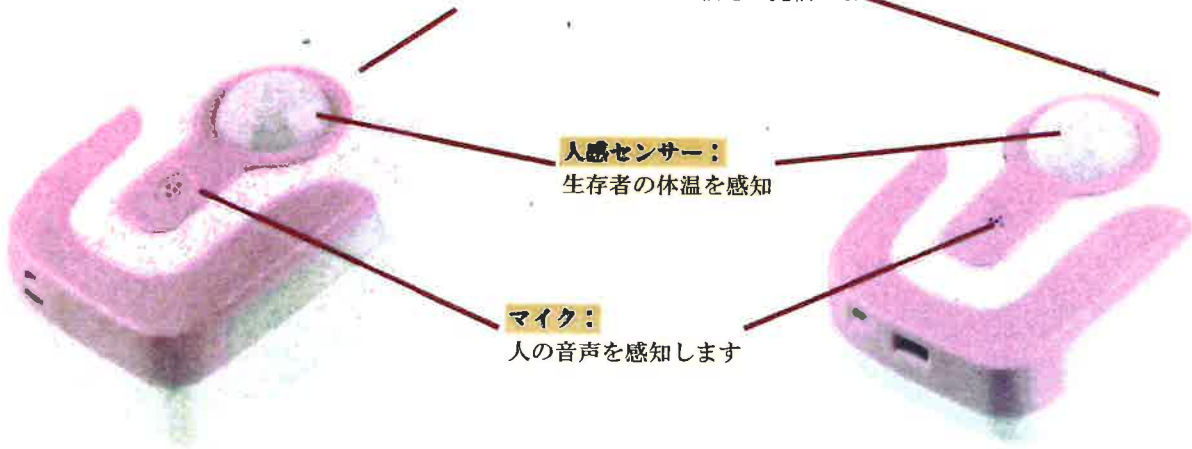 人感センサー：
生存者の体温を感知
マイク：
人の音声を感知します